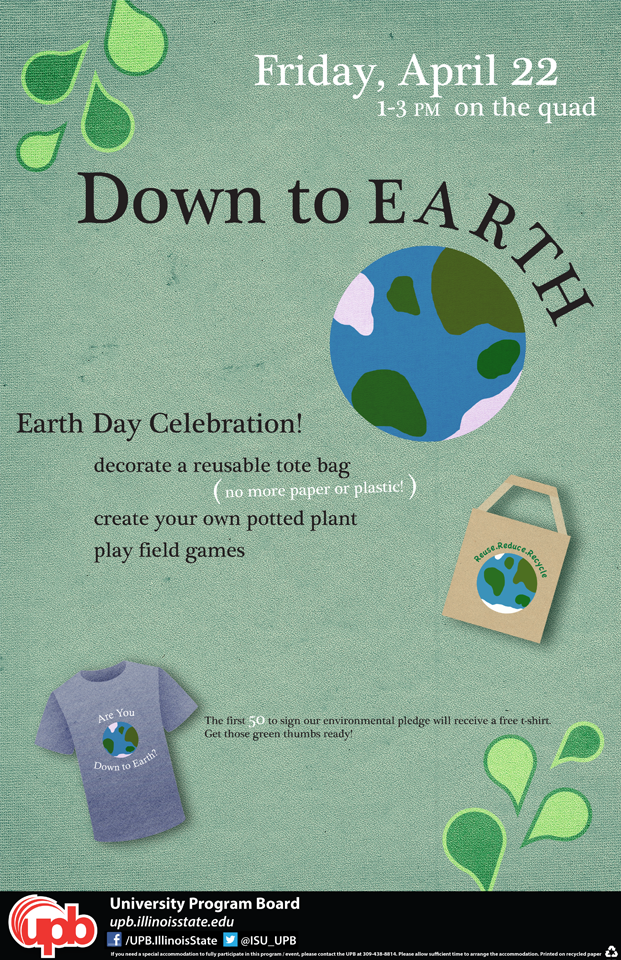 Friday, April 22
1-3 PM on the quad
Down to EARTH
Earth Day Celebration!
decorate a reusable tote bag
(no more paper or plastic!)
create your own potted plant
play field games
Reuse.Reduce.Recycle
Are You
Down to Earth?
The first 50 to sign our environmental pledge will receive a free t-shirt.
Get those green thumbs ready!
upb
University Program Board
upb.illinoisstate.edu
f /UPB.IllinoisState @ISU_UPB
If you need a special accommodation to fully participate in this program / event, please contact the UPB at 309-438-8814. Please allow sufficient time to arrange the accommodation. Printed on recycled paper